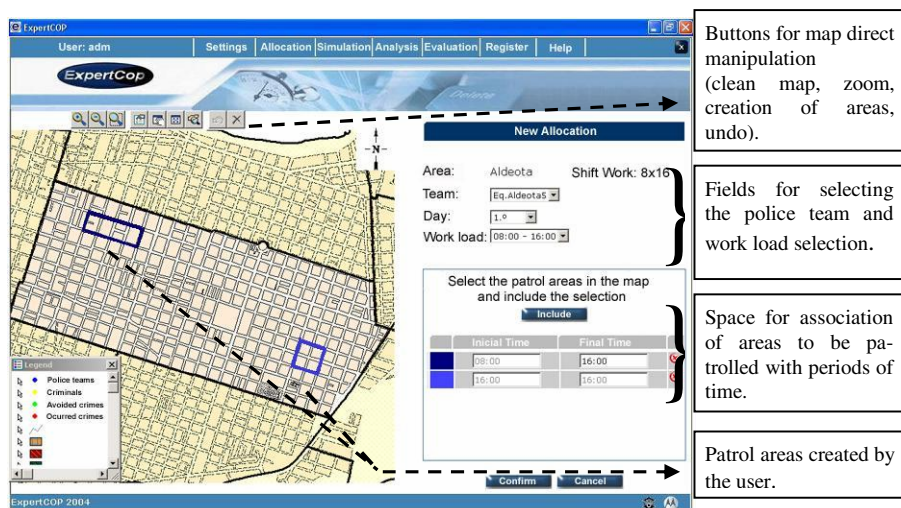 ExpertCOP
User: adm
Settings Allocation Simulation Analysis Evaluation Register Help
ExpertCop
Delete
-N-
New Allocation
Area: Aldeota Shift Work: 8x16
Team: Eq.Aldeota5
Day: 1.º
Work load: 08:00 - 16:00
Select the patrol areas in the map
and include the selection
Include
Inicial Time Final Time
08:00 16:00
16:00 16:00
Legend
Police teams
Criminals
Avoided crimes
Ocurred crimes
Confirm Cancel
ExpertCOP 2004
Buttons for map direct
manipulation
(clean map, zoom,
creation of areas,
undo).
Fields for selecting
the police team and
work load selection.
Space for association
of areas to be pa-
trolled with periods of
time.
Patrol areas created by
the user.